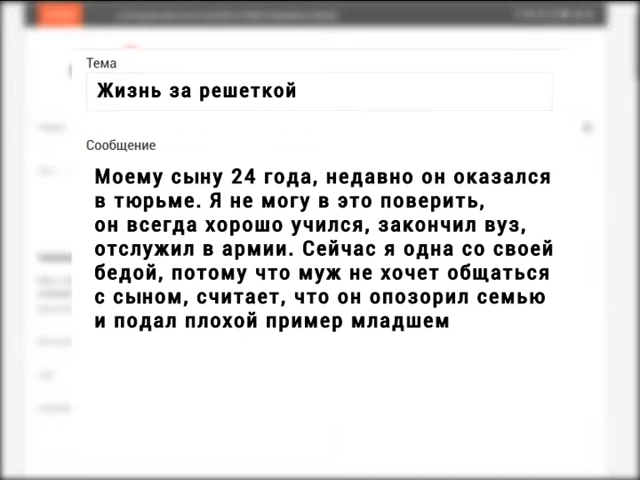 Тема
Жизнь за решеткой
Сообщение
Моему сыну 24 года, недавно он оказался
в тюрьме. Я не могу в это поверить,
он всегда хорошо учился, закончил вуз,
отслужил в армии. Сейчас я одна со своей
бедой, потому что муж не хочет общаться
с сыном, считает, что он опозорил семью
и подал плохой пример младшем